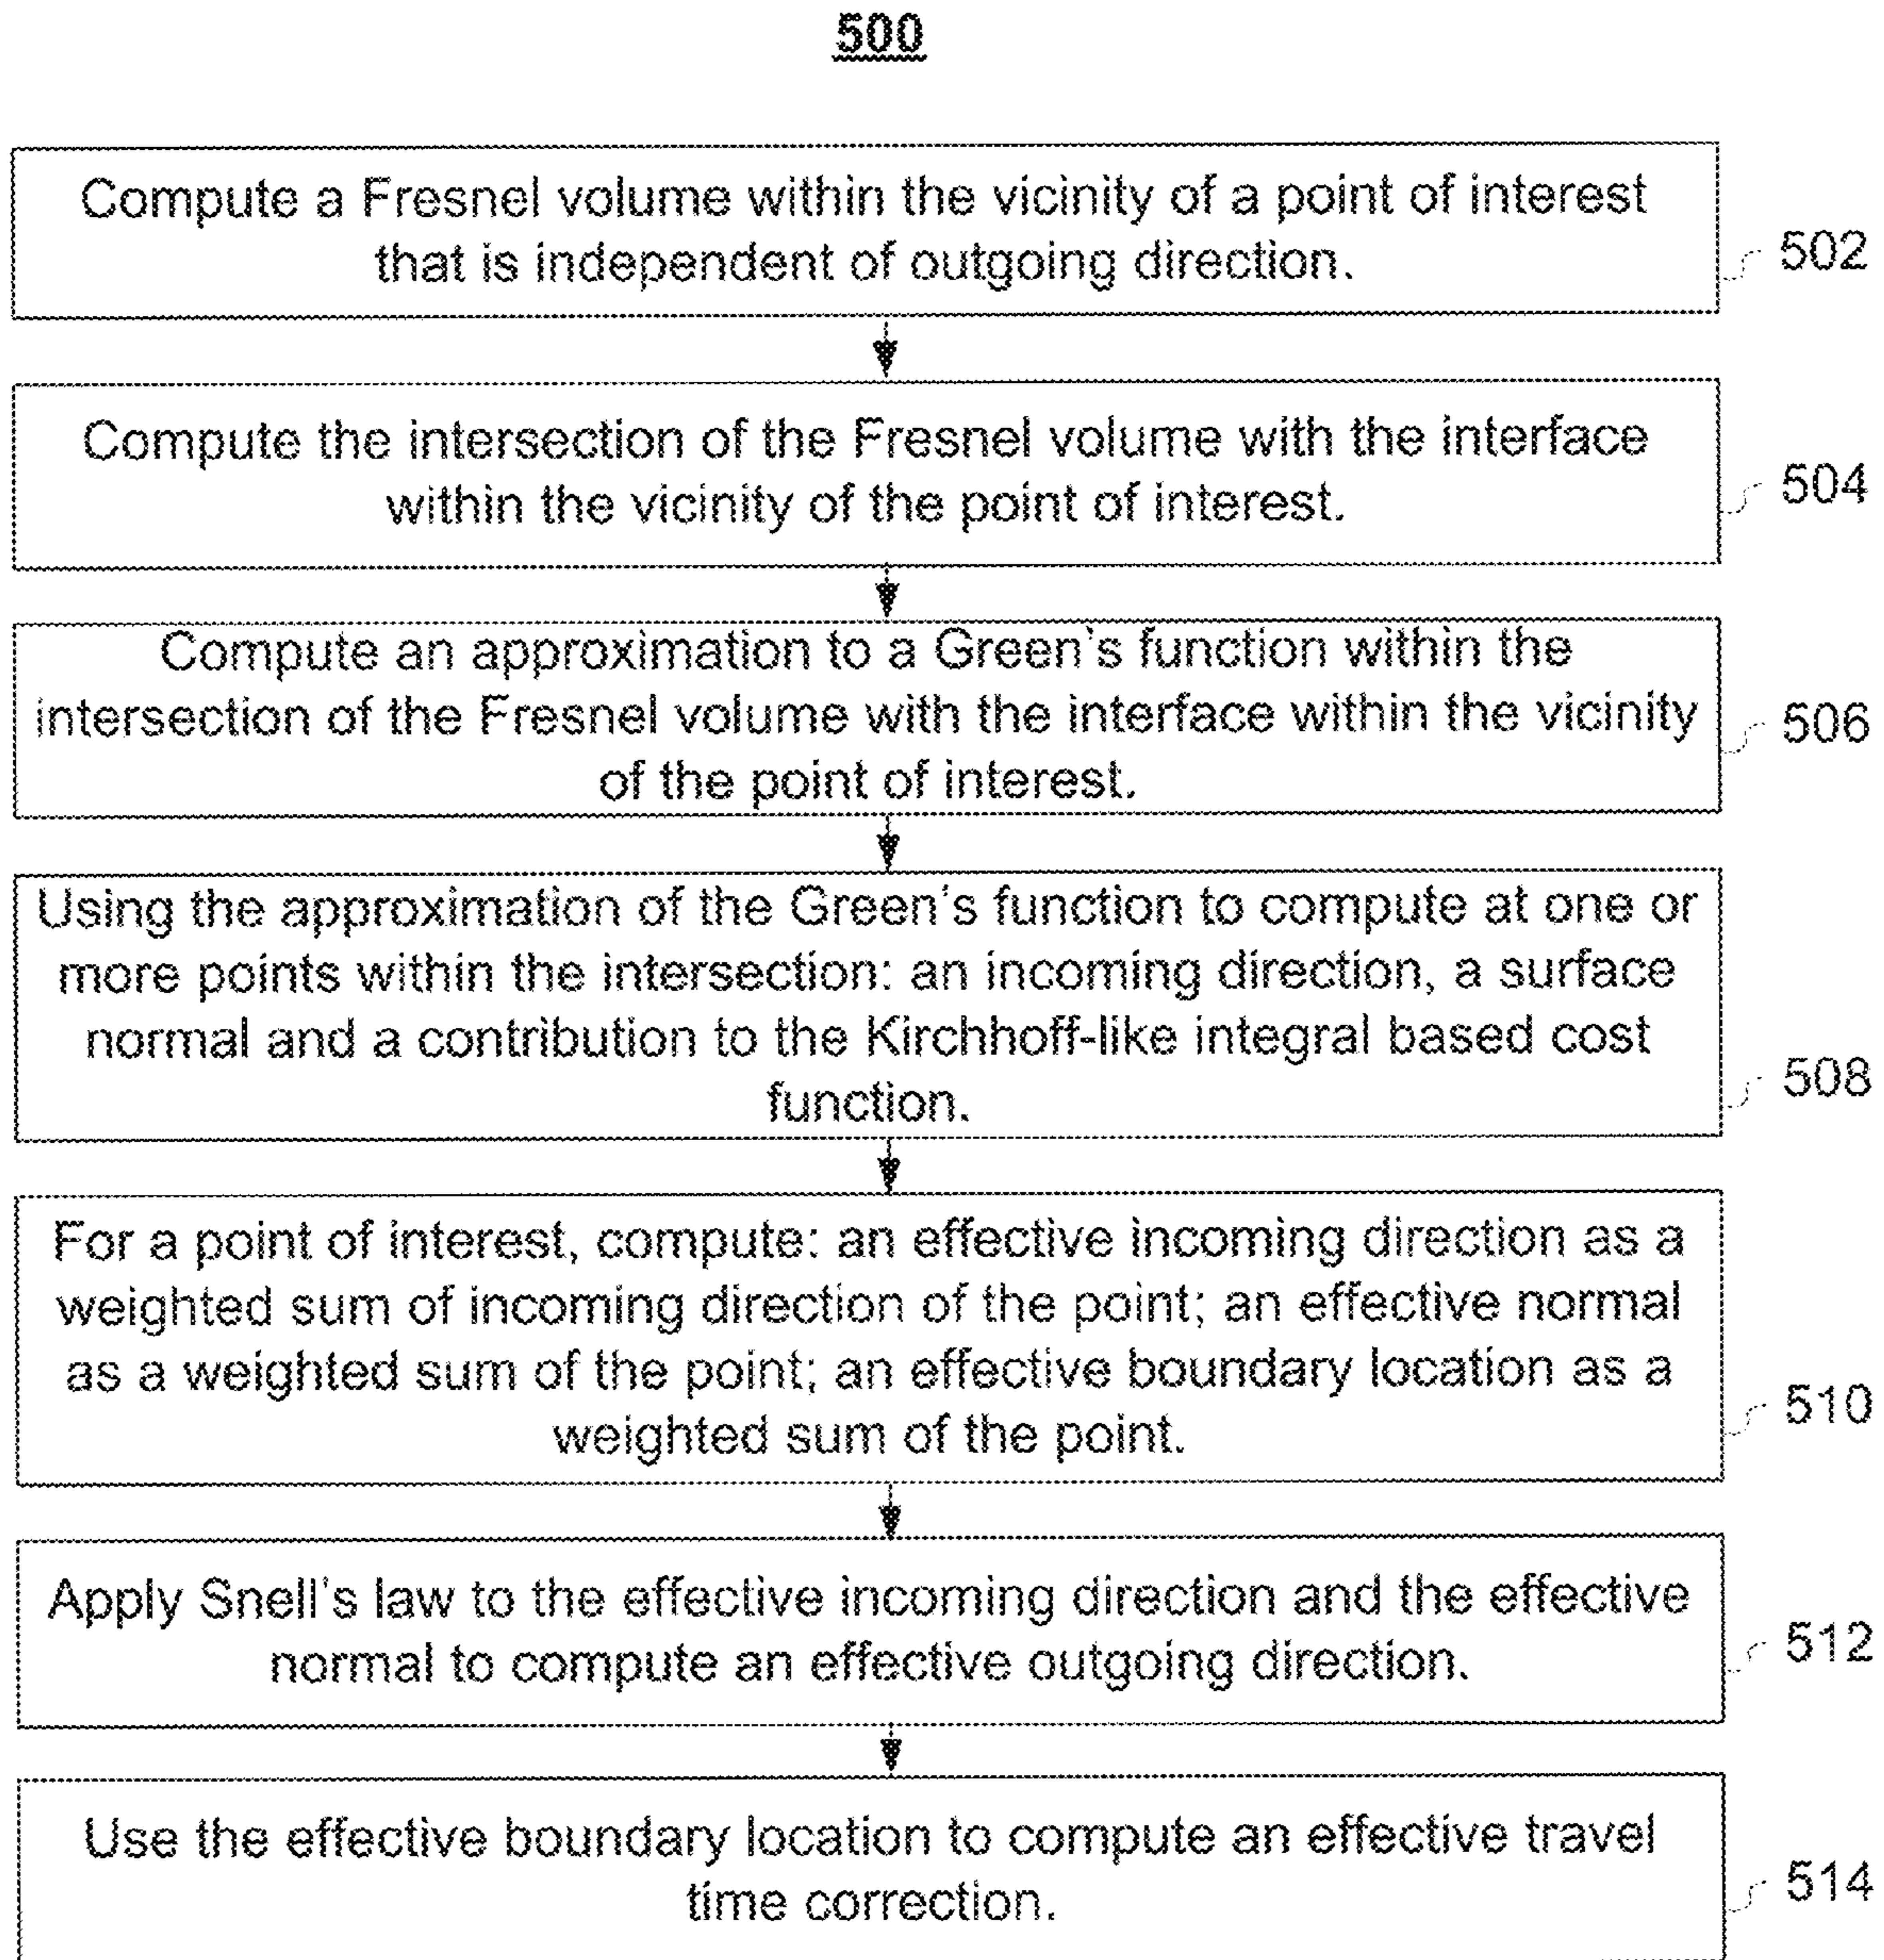 500
Compute a Fresnel volume within the vicinity of a point of interest
that is independent of outgoing direction.
502
Compute the intersection of the Fresnel volume with the interface
within the vicinity of the point of interest.
504
Compute an approximation to a Green's function within the
intersection of the Fresnel volume with the interface within the vicinity
of the point of interest.
506
Using the approximation of the Green's function to compute at one or
more points within the intersection: an incoming direction, a surface
normal and a contribution to the Kirchhoff-like integral based cost
function.
508
For a point of interest, compute: an effective incoming direction as a
weighted sum of incoming direction of the point; an effective normal
as a weighted sum of the point; an effective boundary location as a
weighted sum of the point.
510
Apply Snell's law to the effective incoming direction and the effective
normal to compute an effective outgoing direction.
512
Use the effective boundary location to compute an effective travel
time correction.
514